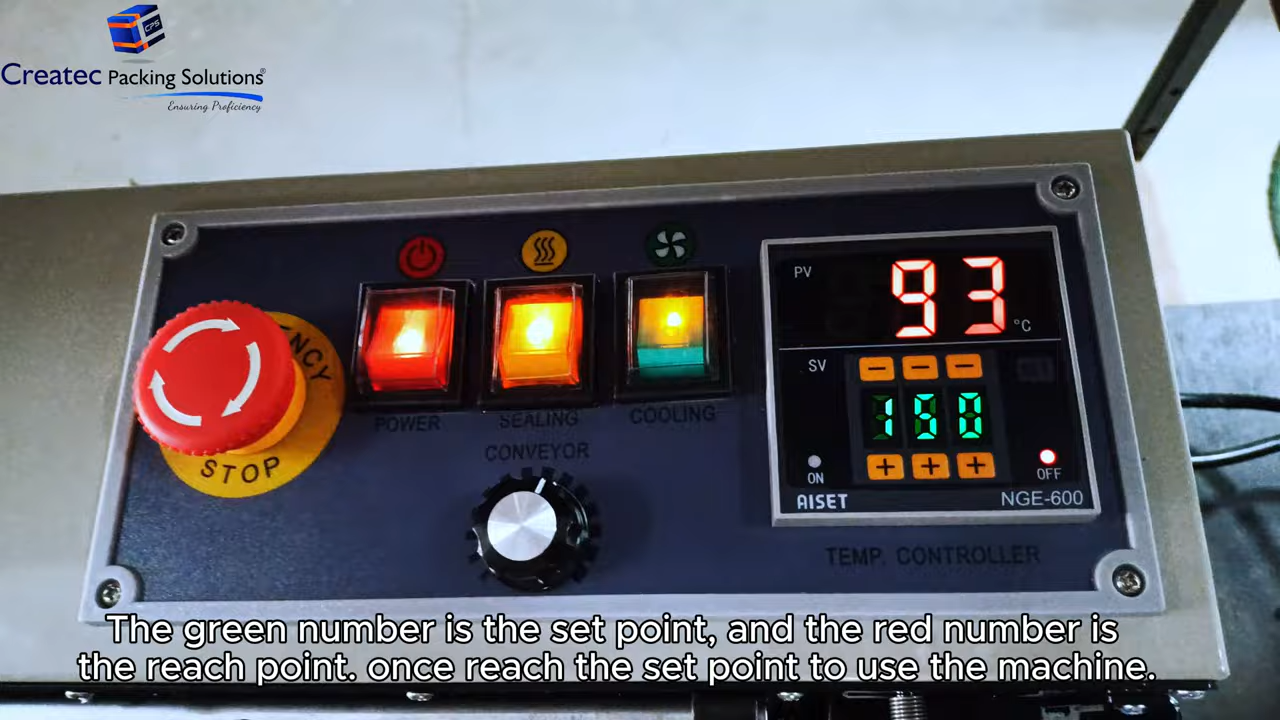 CPS
Createc Packing Solutions®
Ensuring Proficiency
PV
93
°C
SV
150
ON
OFF
AISET
NGE-600
TEMP. CONTROLLER
POWER
SEALING
COOLING
CONVEYOR
STOP
The green number is the set point, and the red number is
the reach point. once reach the set point to use the machine.